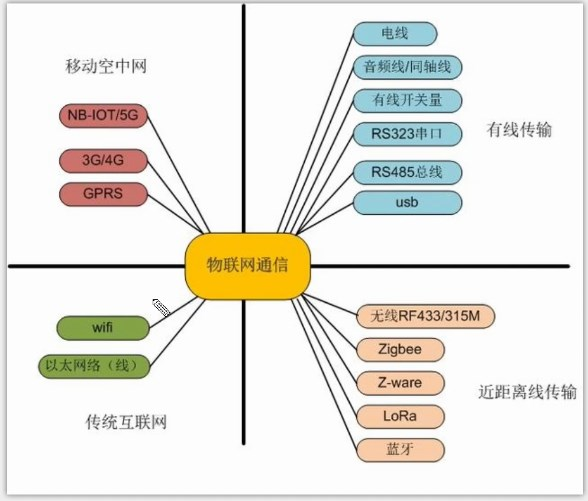 移动空中网
NB-IOT/5G
3G/4G
GPRS
电线
音频线/同轴线
有线开关量
RS323串口
RS485总线
usb
有线传输
物联网通信
wifi
以太网络（线）
传统互联网
无线RF433/315M
Zigbee
Z-ware
LoRa
蓝牙
近距离线传输